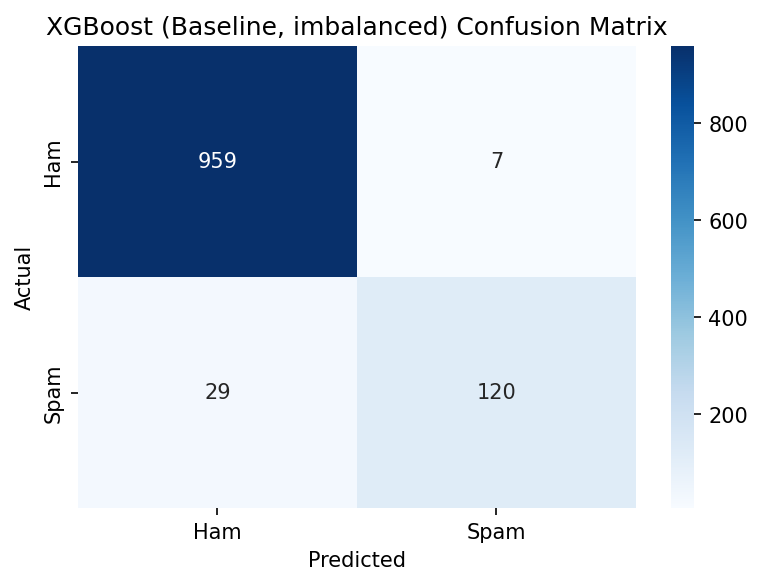 XGBoost (Baseline, imbalanced) Confusion Matrix
Actual
Ham
959
7
Spam
29
120
Ham
Spam
Predicted
800
600
400
200